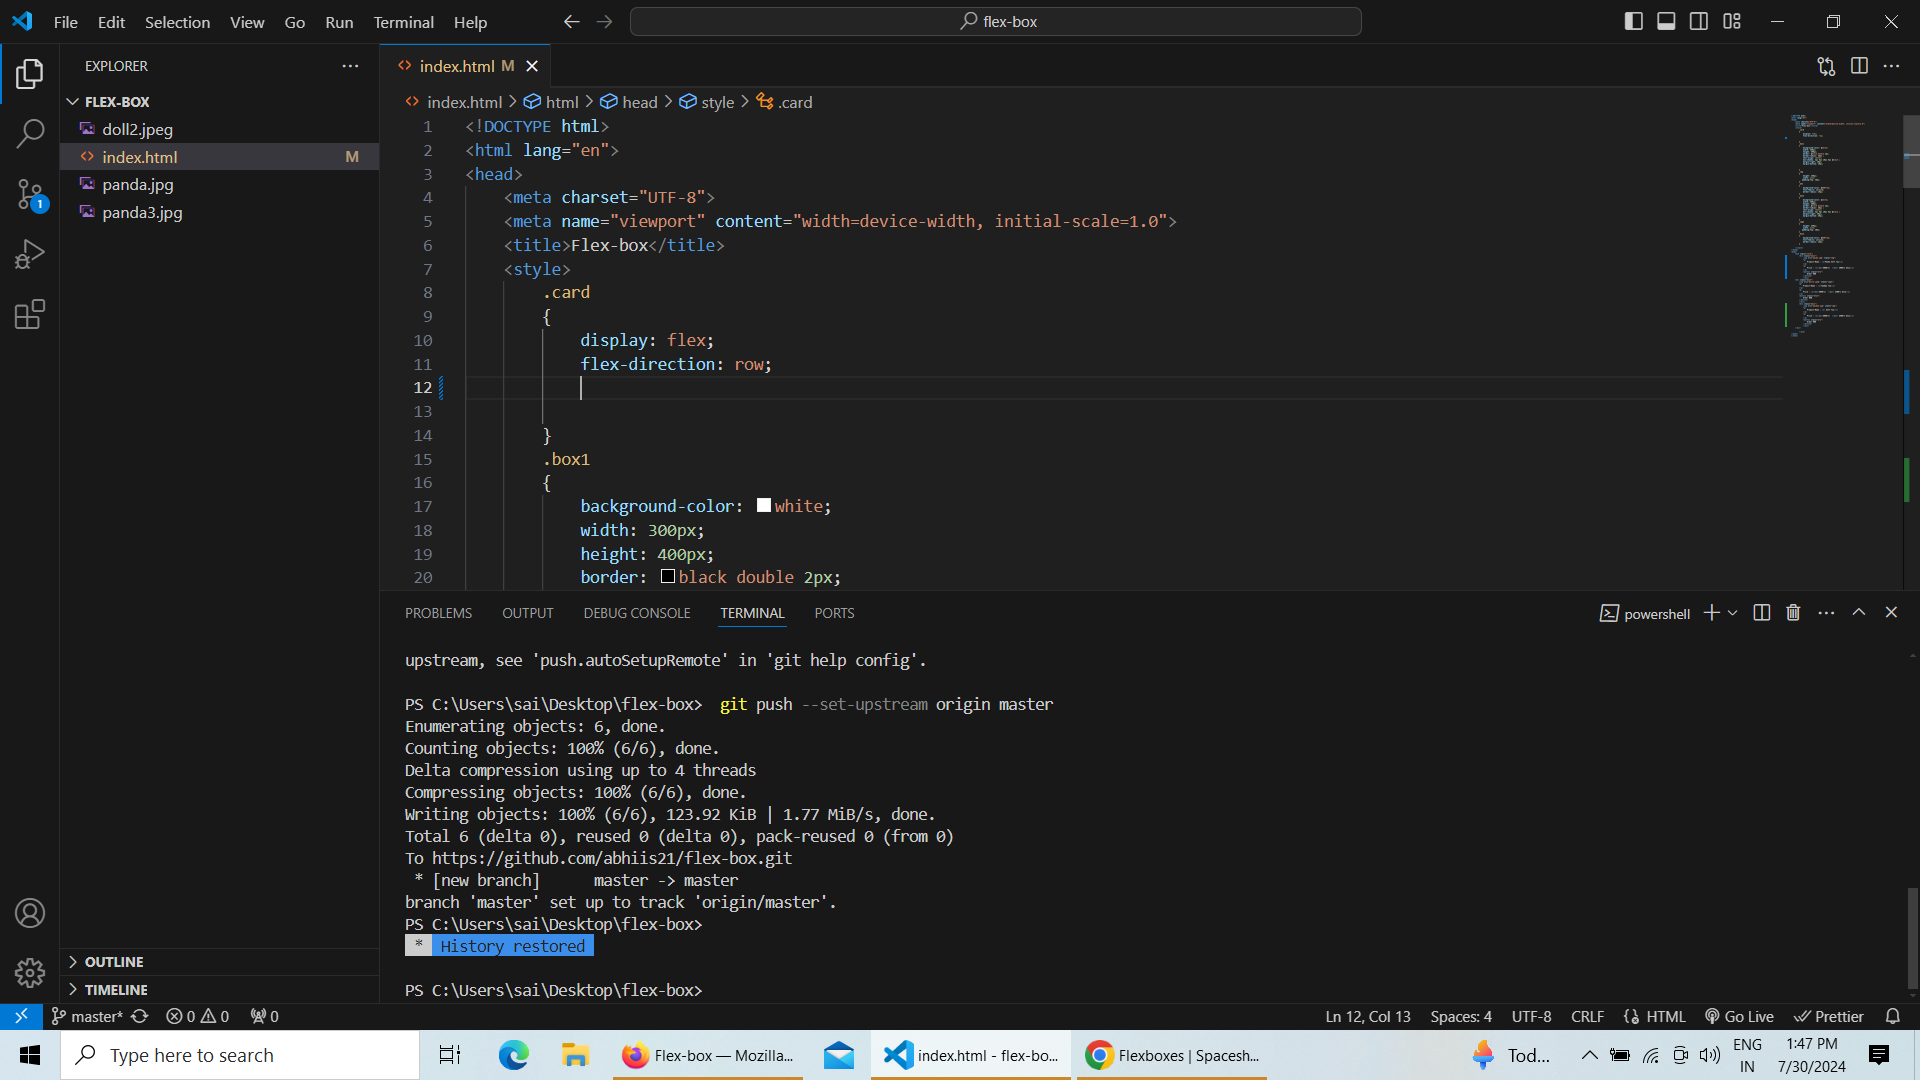 File Edit Selection View Go Run Terminal Help
flex-box
EXPLORER
FLEX-BOX
doll2.jpeg
index.html M
panda.jpg
panda3.jpg
1
OUTLINE
TIMELINE
index.html M
index.html > html > head > style > .card
1 <!DOCTYPE html>
2 <html lang="en">
3 <head>
4 <meta charset="UTF-8">
5 <meta name="viewport" content="width=device-width, initial-scale=1.0">
6 <title>Flex-box</title>
7 <style>
8 .card
9 {
10 display: flex;
11 flex-direction: row;
12
13
14 }
15 .box1
16 {
17 background-color: white;
18 width: 300px;
19 height: 400px;
20 border: black double 2px;
PROBLEMS OUTPUT DEBUG CONSOLE TERMINAL PORTS
powershell
upstream, see 'push.autoSetupRemote' in 'git help config'.
PS C:\Users\sai\Desktop\flex-box> git push --set-upstream origin master
Enumerating objects: 6, done.
Counting objects: 100% (6/6), done.
Delta compression using up to 4 threads
Compressing objects: 100% (6/6), done.
Writing objects: 100% (6/6), 123.92 KiB | 1.77 MiB/s, done.
Total 6 (delta 0), reused 0 (delta 0), pack-reused 0 (from 0)
To https://github.com/abhiis21/flex-box.git
* [new branch] master -> master
branch 'master' set up to track 'origin/master'.
PS C:\Users\sai\Desktop\flex-box>
* History restored
PS C:\Users\sai\Desktop\flex-box>
master* 0 0 0
Ln 12, Col 13 Spaces: 4 UTF-8 CRLF HTML Go Live Prettier
Type here to search
Flex-box — Mozilla...
index.html - flex-bo...
Flexboxes | Spacesh...
Tod...
ENG
IN
1:47 PM
7/30/2024